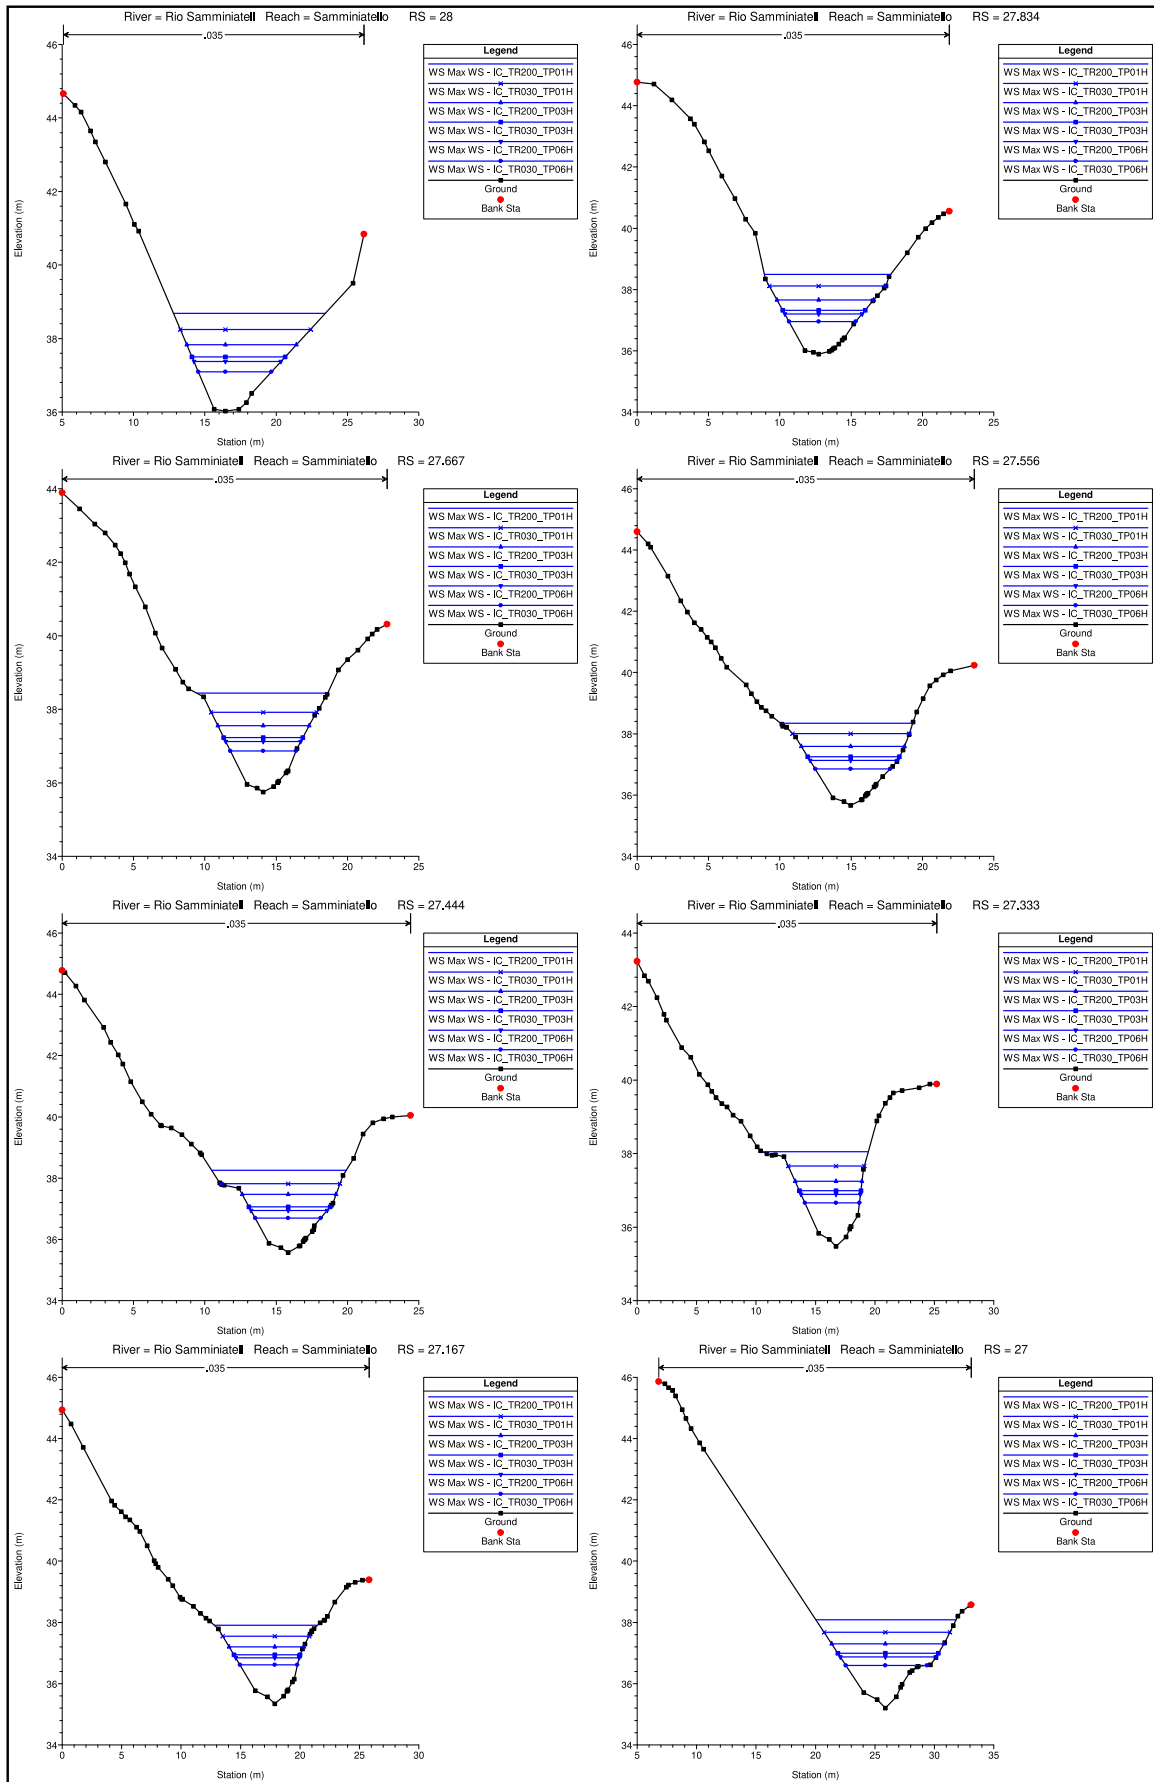 River = Rio Samminiatell Reach = Samminiatello RS = 28
.035
Legend
WS Max WS - IC_TR200_TP01H
WS Max WS - IC_TR030_TP01H
WS Max WS - IC_TR200_TP03H
WS Max WS - IC_TR030_TP03H
WS Max WS - IC_TR200_TP06H
WS Max WS - IC_TR030_TP06H
Ground
Bank Sta
Elevation (m)
46
44
42
40
38
36
5 10 15 20 25 30
Station (m)
River = Rio Samminiatell Reach = Samminiatello RS = 27.834
.035
Legend
WS Max WS - IC_TR200_TP01H
WS Max WS - IC_TR030_TP01H
WS Max WS - IC_TR200_TP03H
WS Max WS - IC_TR030_TP03H
WS Max WS - IC_TR200_TP06H
WS Max WS - IC_TR030_TP06H
Ground
Bank Sta
Elevation (m)
46
44
42
40
38
36
34
0 5 10 15 20 25
Station (m)
River = Rio Samminiatell Reach = Samminiatello RS = 27.667
.035
Legend
WS Max WS - IC_TR200_TP01H
WS Max WS - IC_TR030_TP01H
WS Max WS - IC_TR200_TP03H
WS Max WS - IC_TR030_TP03H
WS Max WS - IC_TR200_TP06H
WS Max WS - IC_TR030_TP06H
Ground
Bank Sta
Elevation (m)
44
42
40
38
36
34
0 5 10 15 20 25
Station (m)
River = Rio Samminiatell Reach = Samminiatello RS = 27.556
.035
Legend
WS Max WS - IC_TR200_TP01H
WS Max WS - IC_TR030_TP01H
WS Max WS - IC_TR200_TP03H
WS Max WS - IC_TR030_TP03H
WS Max WS - IC_TR200_TP06H
WS Max WS - IC_TR030_TP06H
Ground
Bank Sta
Elevation (m)
46
44
42
40
38
36
34
0 5 10 15 20 25
Station (m)
River = Rio Samminiatell Reach = Samminiatello RS = 27.444
.035
Legend
WS Max WS - IC_TR200_TP01H
WS Max WS - IC_TR030_TP01H
WS Max WS - IC_TR200_TP03H
WS Max WS - IC_TR030_TP03H
WS Max WS - IC_TR200_TP06H
WS Max WS - IC_TR030_TP06H
Ground
Bank Sta
Elevation (m)
46
44
42
40
38
36
34
0 5 10 15 20 25
Station (m)
River = Rio Samminiatell Reach = Samminiatello RS = 27.333
.035
Legend
WS Max WS - IC_TR200_TP01H
WS Max WS - IC_TR030_TP01H
WS Max WS - IC_TR200_TP03H
WS Max WS - IC_TR030_TP03H
WS Max WS - IC_TR200_TP06H
WS Max WS - IC_TR030_TP06H
Ground
Bank Sta
Elevation (m)
44
42
40
38
36
34
0 5 10 15 20 25 30
Station (m)
River = Rio Samminiatell Reach = Samminiatello RS = 27.167
.035
Legend
WS Max WS - IC_TR200_TP01H
WS Max WS - IC_TR030_TP01H
WS Max WS - IC_TR200_TP03H
WS Max WS - IC_TR030_TP03H
WS Max WS - IC_TR200_TP06H
WS Max WS - IC_TR030_TP06H
Ground
Bank Sta
Elevation (m)
46
44
42
40
38
36
34
0 5 10 15 20 25 30
Station (m)
River = Rio Samminiatell Reach = Samminiatello RS = 27
.035
Legend
WS Max WS - IC_TR200_TP01H
WS Max WS - IC_TR030_TP01H
WS Max WS - IC_TR200_TP03H
WS Max WS - IC_TR030_TP03H
WS Max WS - IC_TR200_TP06H
WS Max WS - IC_TR030_TP06H
Ground
Bank Sta
Elevation (m)
46
44
42
40
38
36
34
5 10 15 20 25 30 35
Station (m)